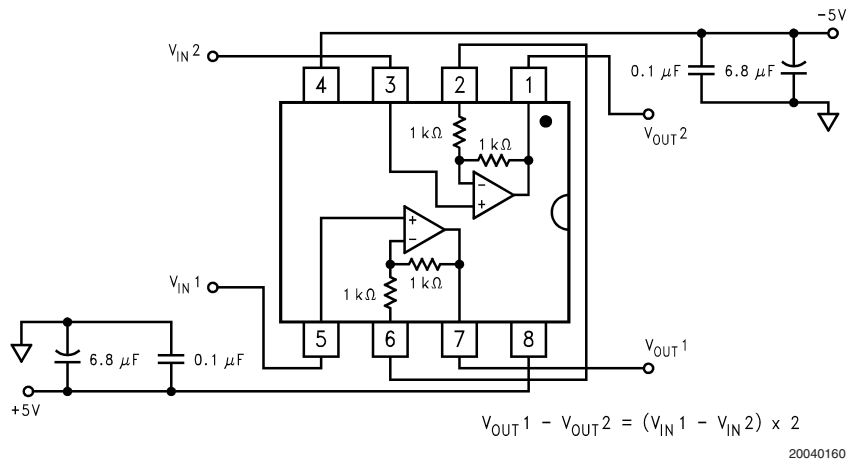 −5V
V_IN 2
4
3
2
1
0.1 μF
6.8 μF
1 kΩ
1 kΩ
V_OUT 2
−
+
+
−
V_IN 1
1 kΩ
1 kΩ
5
6
7
8
V_OUT 1
6.8 μF
0.1 μF
+5V
V_OUT 1 − V_OUT 2 = (V_IN 1 − V_IN 2) x 2
20040160